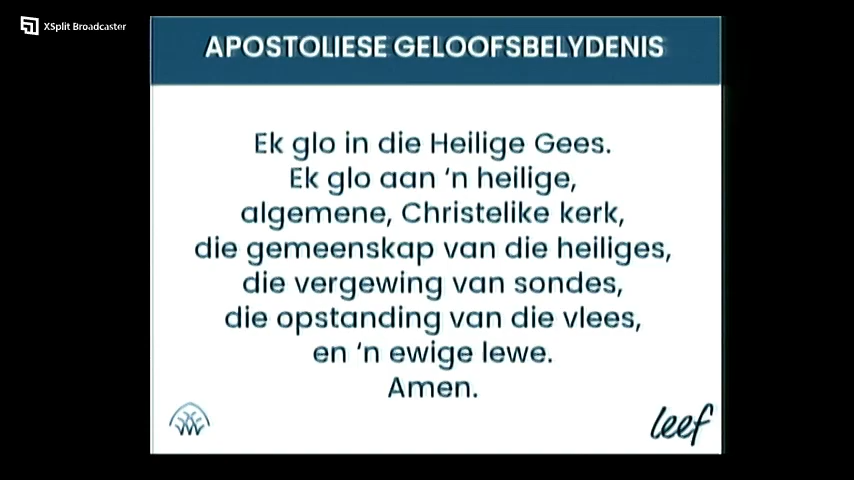 XSplit Broadcaster
APOSTOLIESE GELOOFSBELYDENIS
Ek glo in die Heilige Gees.
Ek glo aan ‘n heilige,
algemene, Christelike kerk,
die gemeenskap van die heiliges,
die vergewing van sondes,
die opstanding van die vlees,
en ‘n ewige lewe.
Amen.
leef